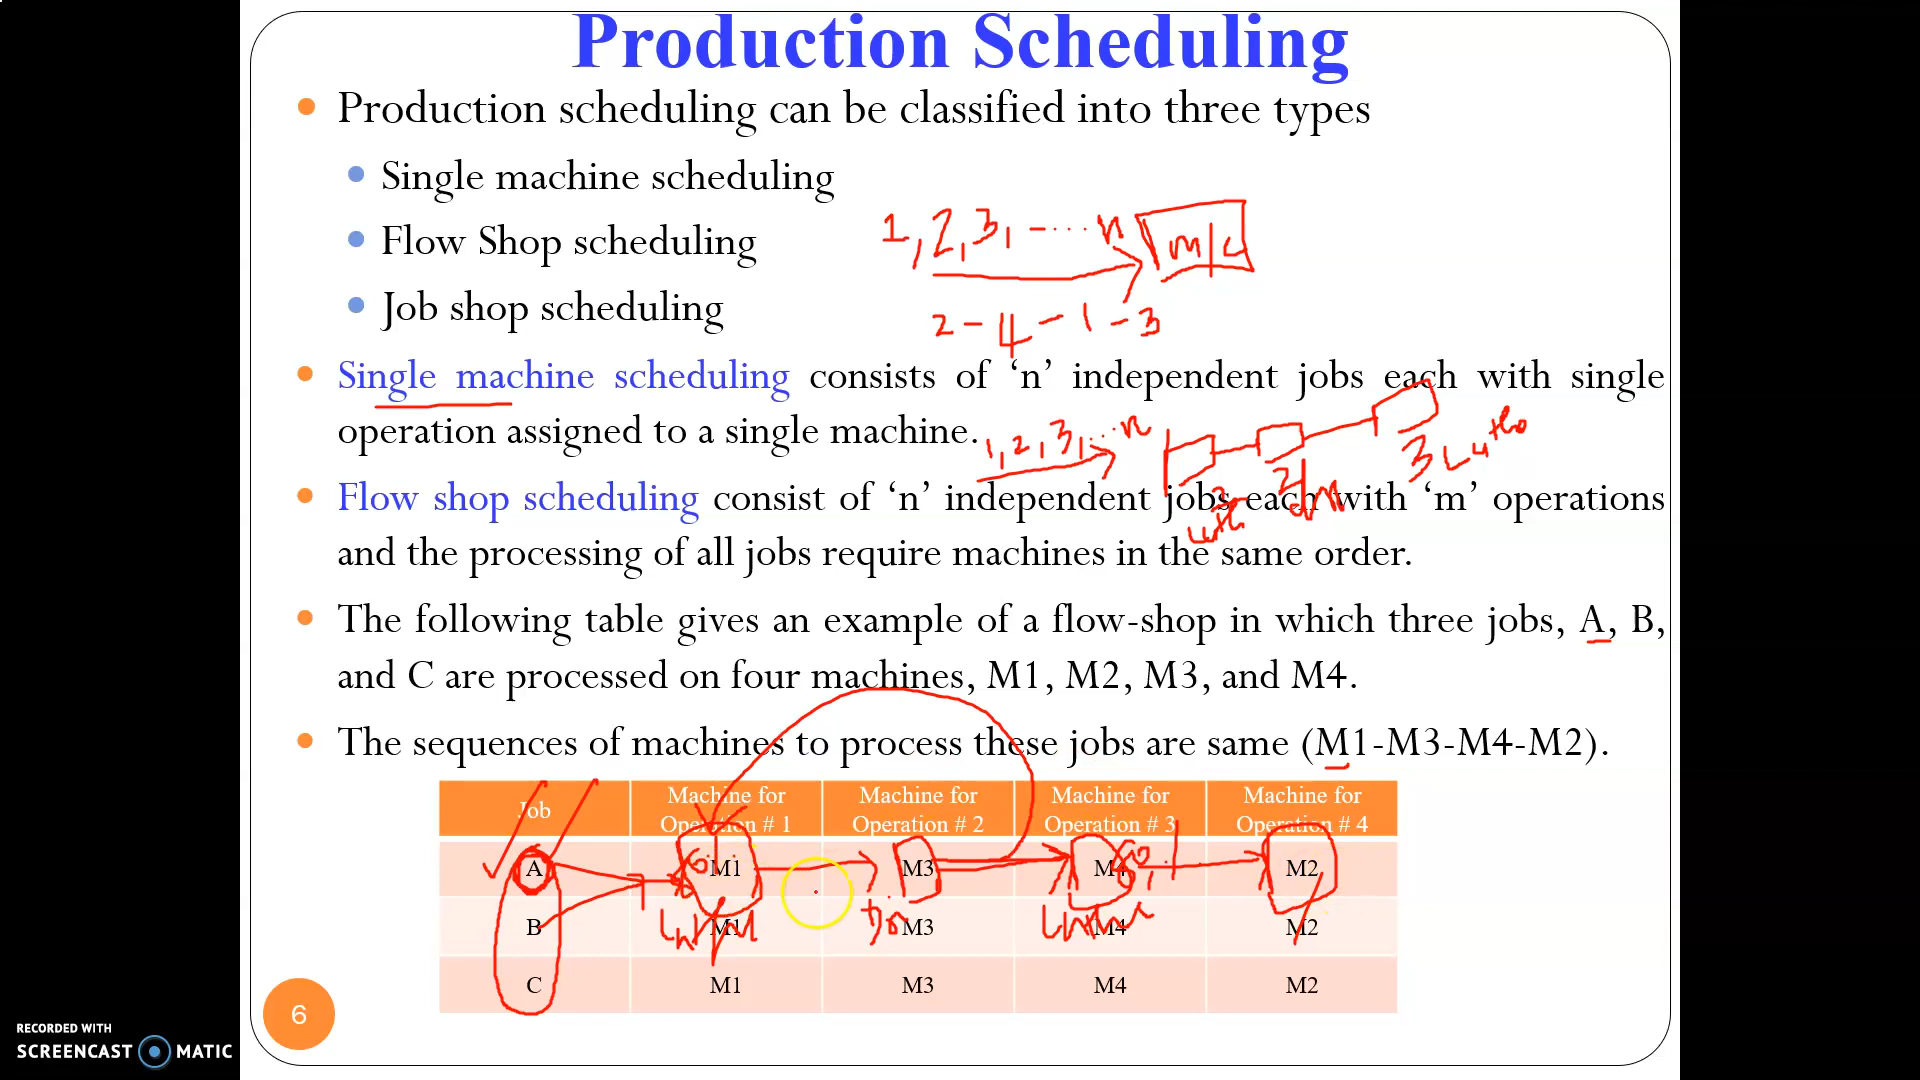 Production Scheduling
Production scheduling can be classified into three types
Single machine scheduling
1, 2, 3, -... n m/c
Flow Shop scheduling
Job shop scheduling
2 - 4 - 1 - 3
Single machine scheduling consists of ‘n’ independent jobs each with single
operation assigned to a single machine.
1, 2, 3, ... n
Flow shop scheduling consist of ‘n’ independent jobs each with ‘m’ operations
and the processing of all jobs require machines in the same order.
The following table gives an example of a flow-shop in which three jobs, A, B,
and C are processed on four machines, M1, M2, M3, and M4.
The sequences of machines to process these jobs are same (M1-M3-M4-M2).
Job Machine for Operation # 1 Machine for Operation # 2 Machine for Operation # 3 Machine for Operation # 4
A M1 M3 M4 M2
B M1 M3 M4 M2
C M1 M3 M4 M2
6
RECORDED WITH
SCREENCAST MATIC